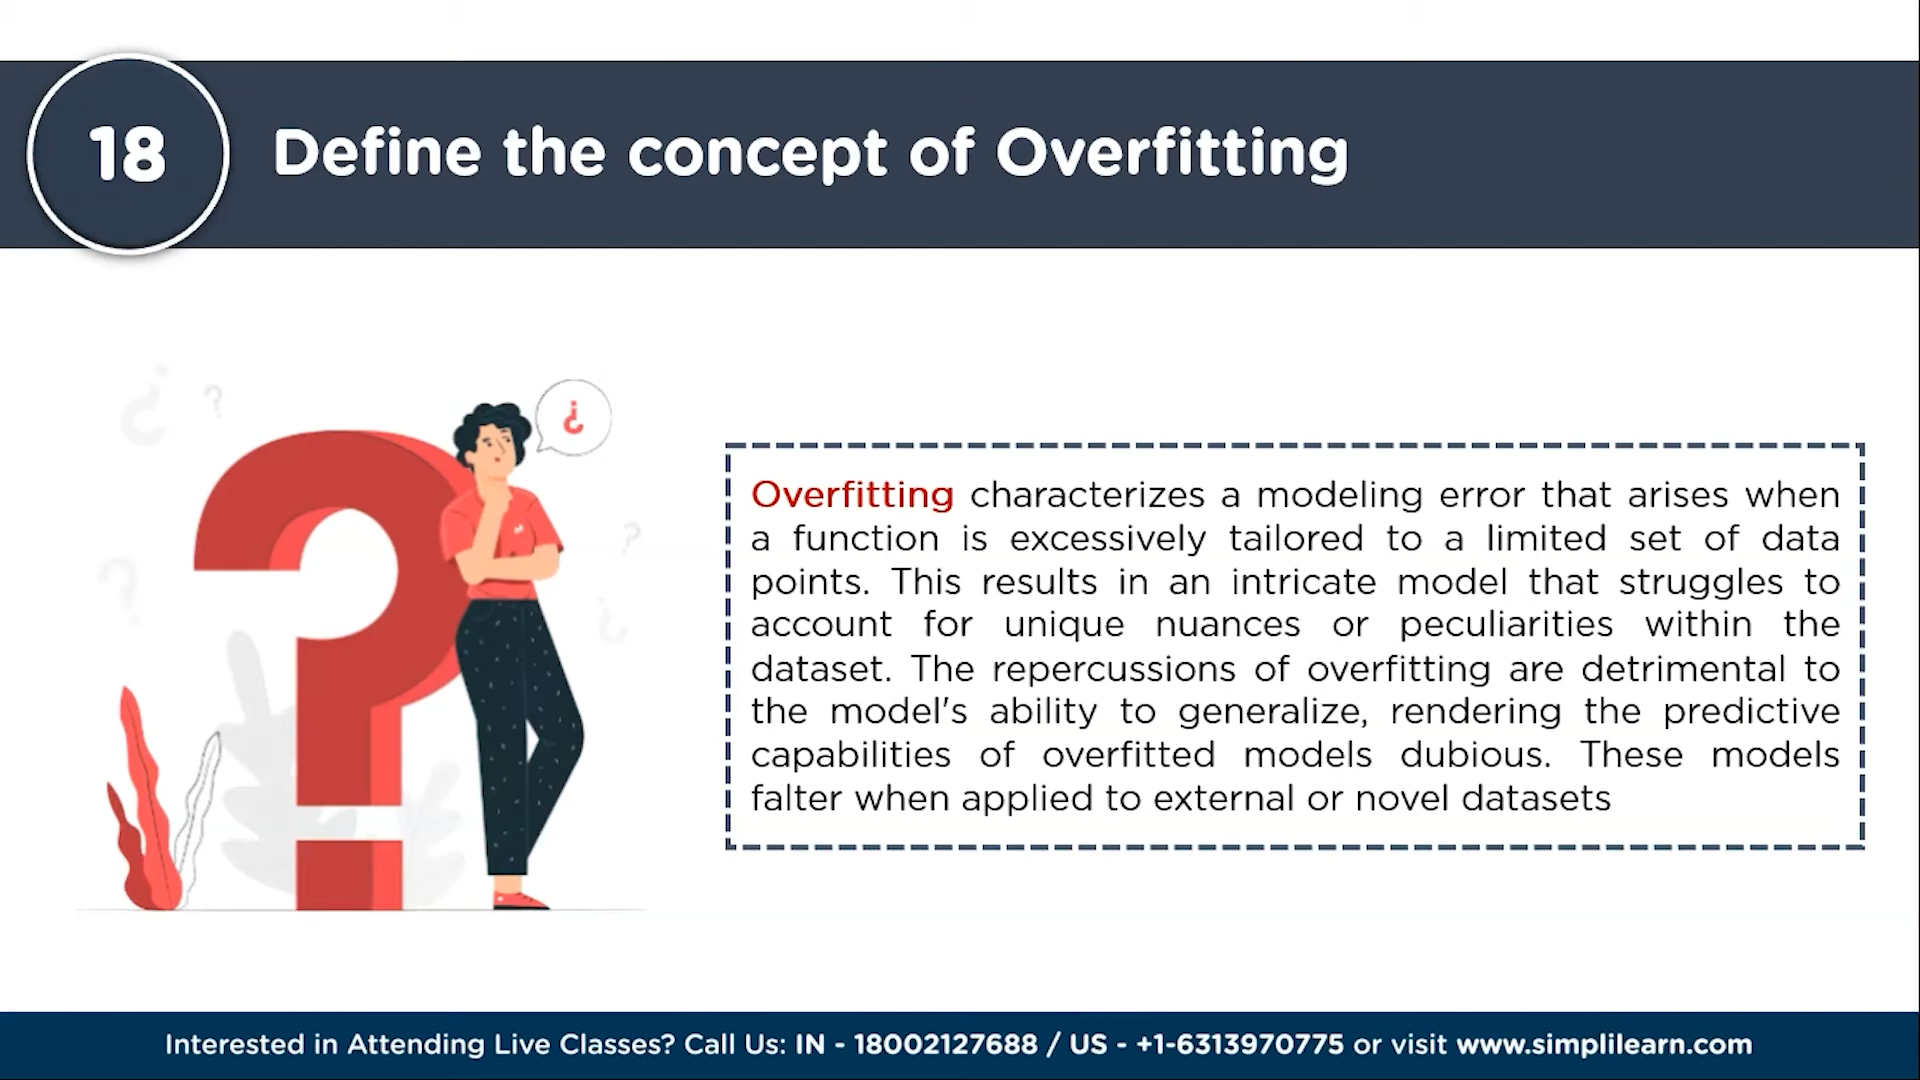 18
Define the concept of Overfitting
¿
Overfitting characterizes a modeling error that arises when
a function is excessively tailored to a limited set of data
points. This results in an intricate model that struggles to
account for unique nuances or peculiarities within the
dataset. The repercussions of overfitting are detrimental to
the model's ability to generalize, rendering the predictive
capabilities of overfitted models dubious. These models
falter when applied to external or novel datasets
Interested in Attending Live Classes? Call Us: IN - 18002127688 / US - +1-6313970775 or visit www.simplilearn.com